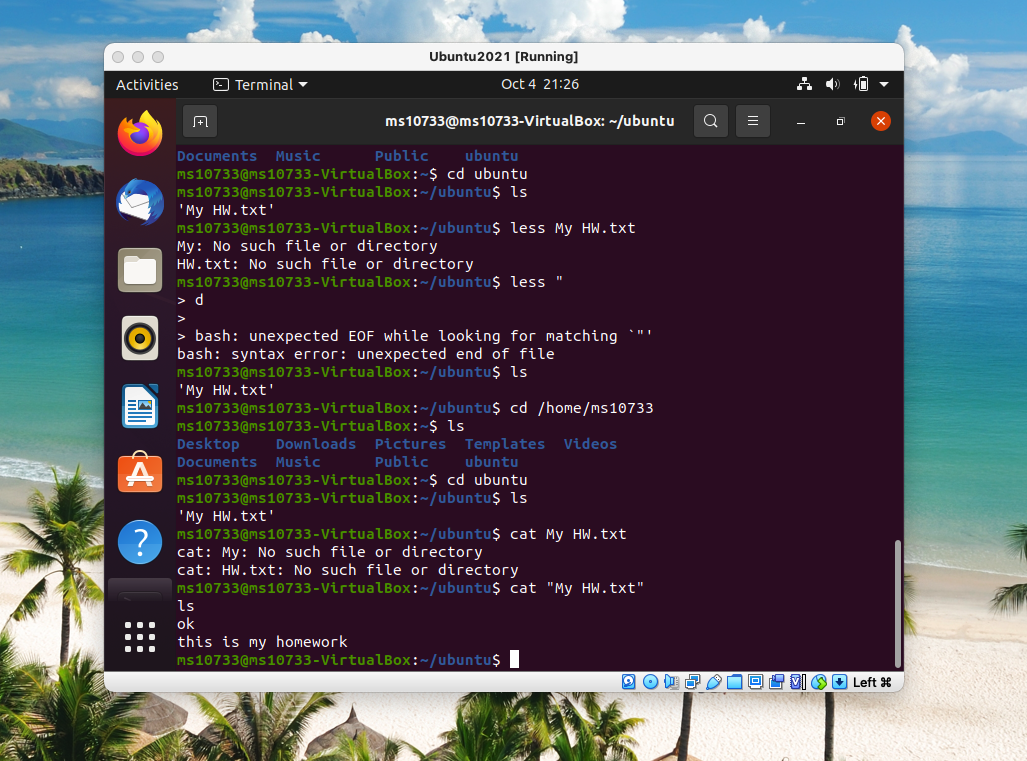 Ubuntu2021 [Running]
Activities Terminal Oct 4 21:26
ms10733@ms10733-VirtualBox: ~/ubuntu
Documents Music Public ubuntu
ms10733@ms10733-VirtualBox:~$ cd ubuntu
ms10733@ms10733-VirtualBox:~/ubuntu$ ls
'My HW.txt'
ms10733@ms10733-VirtualBox:~/ubuntu$ less My HW.txt
My: No such file or directory
HW.txt: No such file or directory
ms10733@ms10733-VirtualBox:~/ubuntu$ less "
> d
>
> bash: unexpected EOF while looking for matching `"'
bash: syntax error: unexpected end of file
ms10733@ms10733-VirtualBox:~/ubuntu$ ls
'My HW.txt'
ms10733@ms10733-VirtualBox:~/ubuntu$ cd /home/ms10733
ms10733@ms10733-VirtualBox:~$ ls
Desktop Downloads Pictures Templates Videos
Documents Music Public ubuntu
ms10733@ms10733-VirtualBox:~$ cd ubuntu
ms10733@ms10733-VirtualBox:~/ubuntu$ ls
'My HW.txt'
ms10733@ms10733-VirtualBox:~/ubuntu$ cat My HW.txt
cat: My: No such file or directory
cat: HW.txt: No such file or directory
ms10733@ms10733-VirtualBox:~/ubuntu$ cat "My HW.txt"
ls
ok
this is my homework
ms10733@ms10733-VirtualBox:~/ubuntu$
Left ⌘